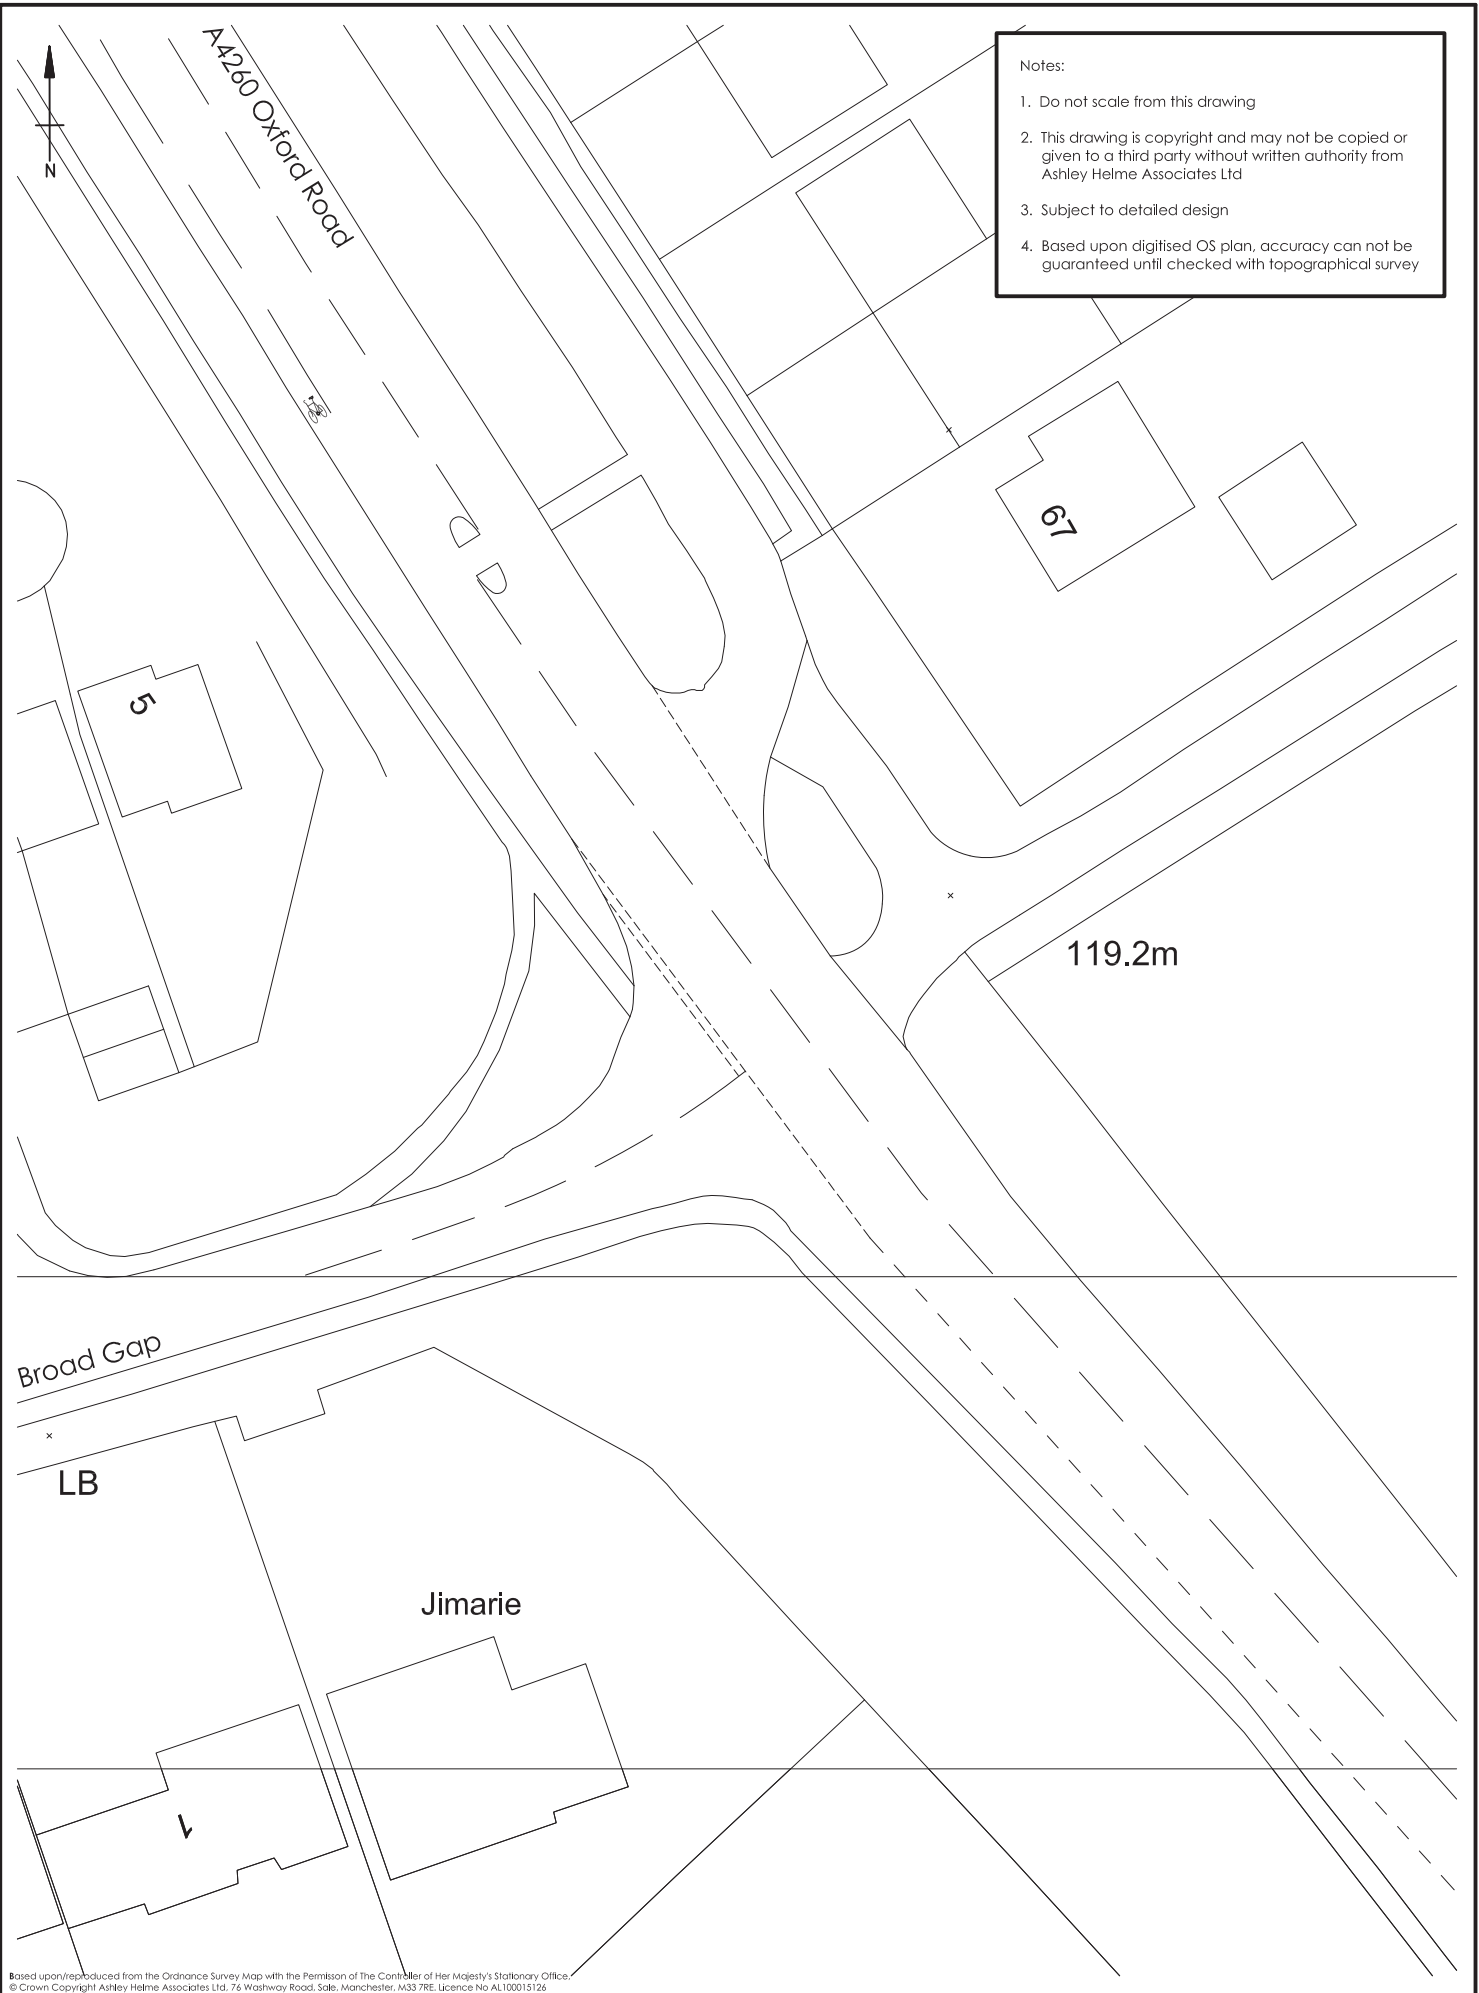 A4260 Oxford Road
N
Notes:
1. Do not scale from this drawing
2. This drawing is copyright and may not be copied or
given to a third party without written authority from
Ashley Helme Associates Ltd
3. Subject to detailed design
4. Based upon digitised OS plan, accuracy can not be
guaranteed until checked with topographical survey
67
5
119.2m
Broad Gap
LB
Jimarie
1
Based upon/reproduced from the Ordnance Survey Map with the Permisson of The Controller of Her Majesty's Stationary Office.
© Crown Copyright Ashley Helme Associates Ltd, 76 Washway Road, Sale, Manchester, M33 7RE. Licence No AL100015126